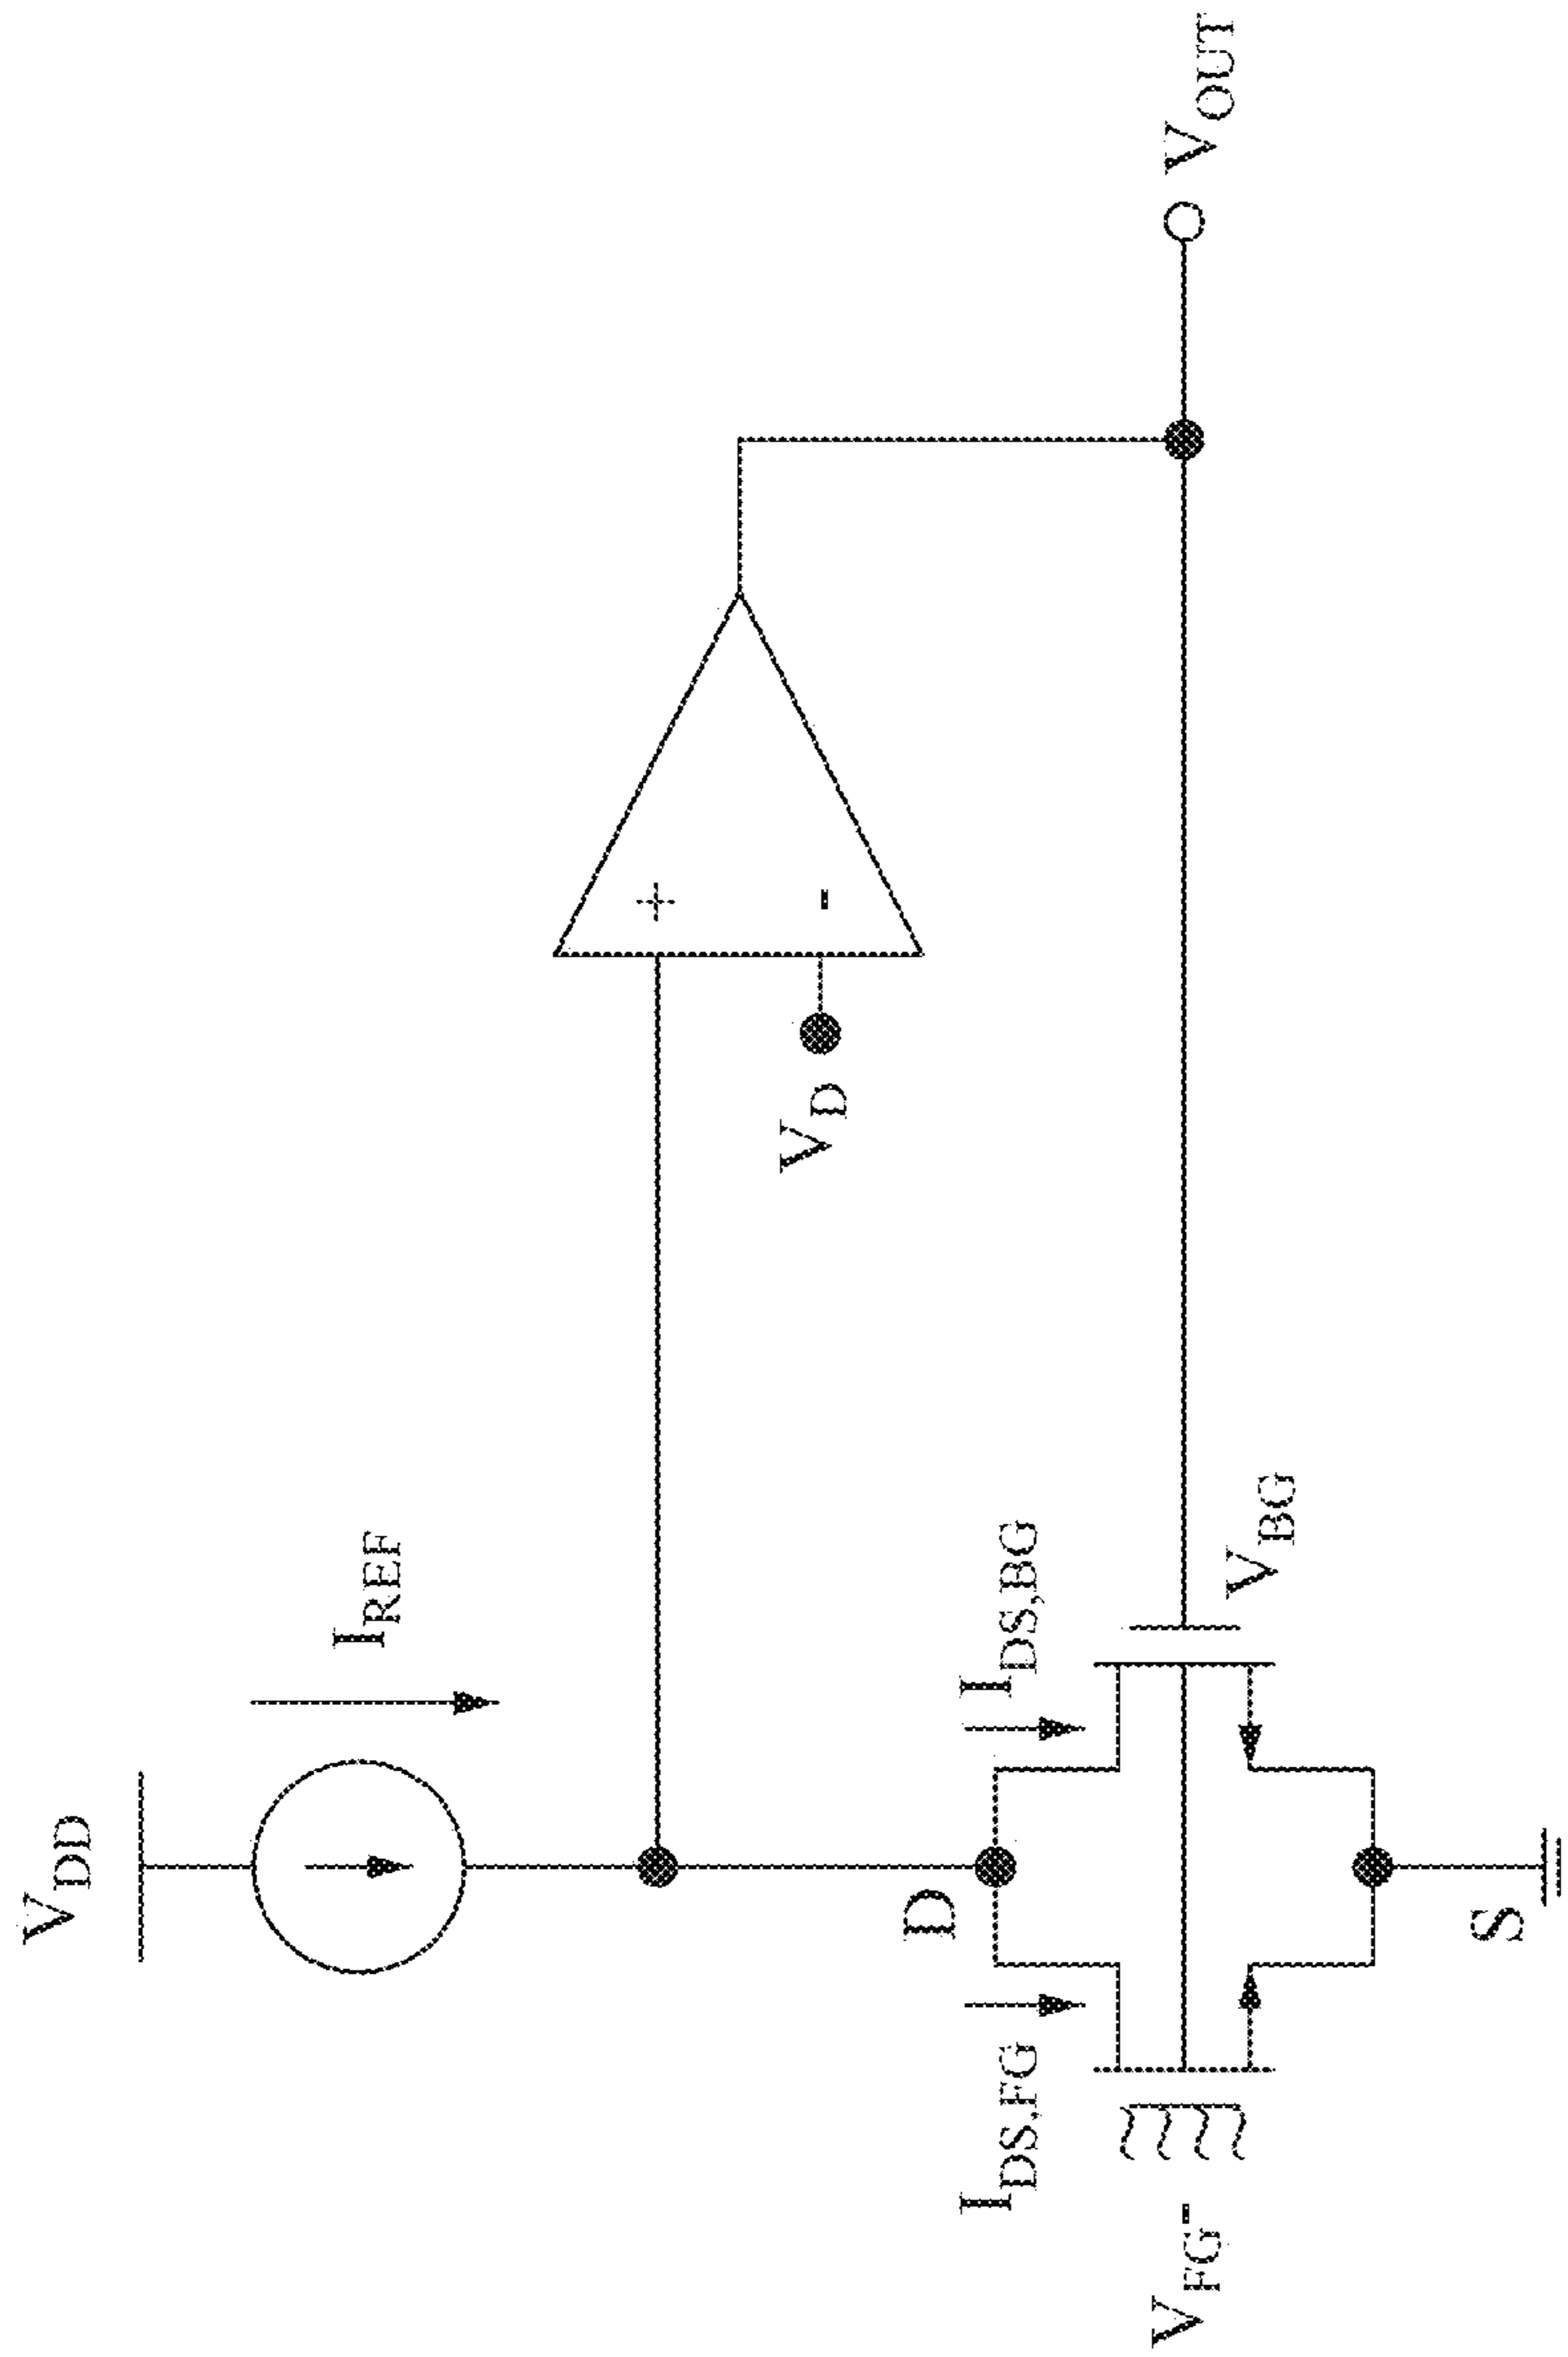 V_DD
I_REF
V_D
+
-
V_OUT
D
I_DS,FG
I_DS,BG
V_FG-
V_BG
S